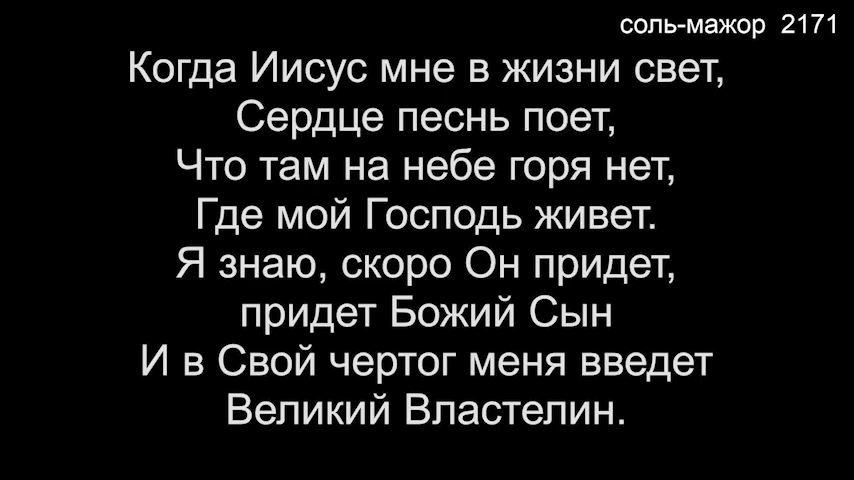 соль-мажор 2171
Когда Иисус мне в жизни свет,
Сердце песнь поет,
Что там на небе горя нет,
Где мой Господь живет.
Я знаю, скоро Он придет,
придет Божий Сын
И в Свой чертог меня введет
Великий Властелин.